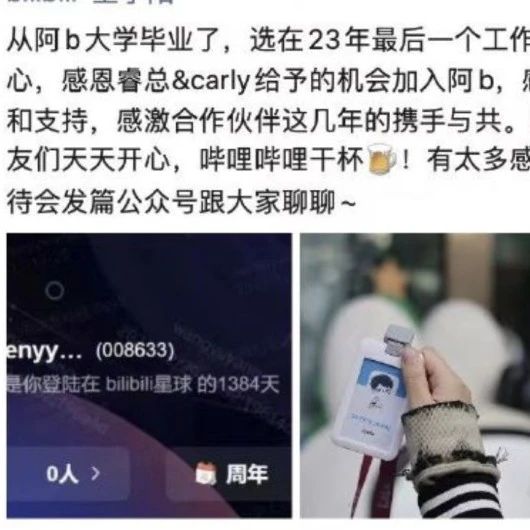 从阿b大学毕业了，选在23年最后一个工作
心，感恩睿总&carly给予的机会加入阿b，
和支持，感激合作伙伴这几年的携手与共。
友们天天开心，哔哩哔哩干杯🍺！有太多感
待会发篇公众号跟大家聊聊~
enyy... (008633)
是你登陆在 bilibili星球 的1384天
0人 >
周年